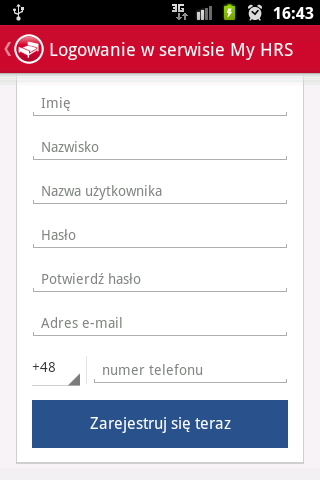 3G
16:43
Logowanie w serwisie My HRS
Imię
Nazwisko
Nazwa użytkownika
Hasło
Potwierdź hasło
Adres e-mail
+48
numer telefonu
Zarejestruj się teraz